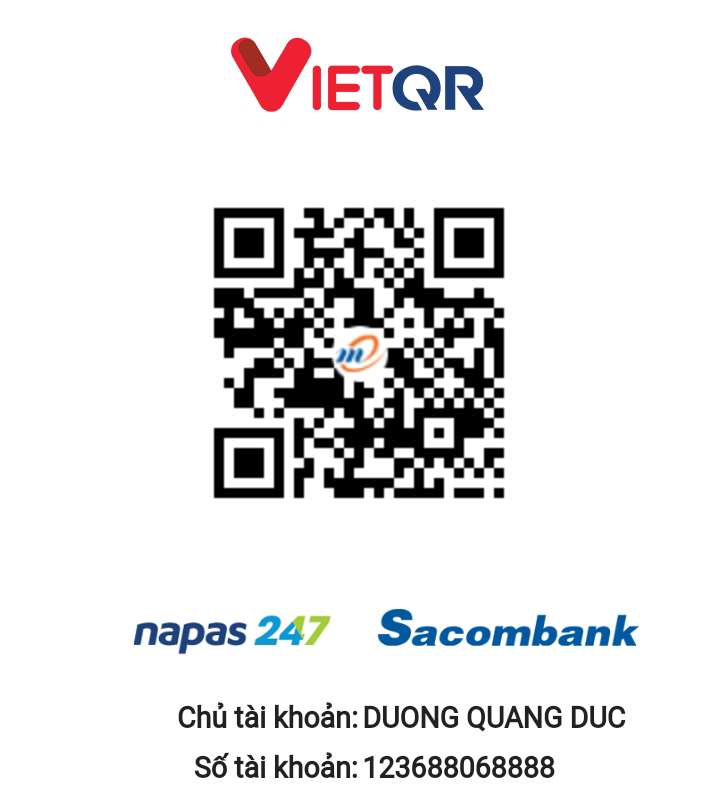 VIETQR
m
napas 247 Sacombank
Chủ tài khoản: DUONG QUANG DUC
Số tài khoản: 123688068888